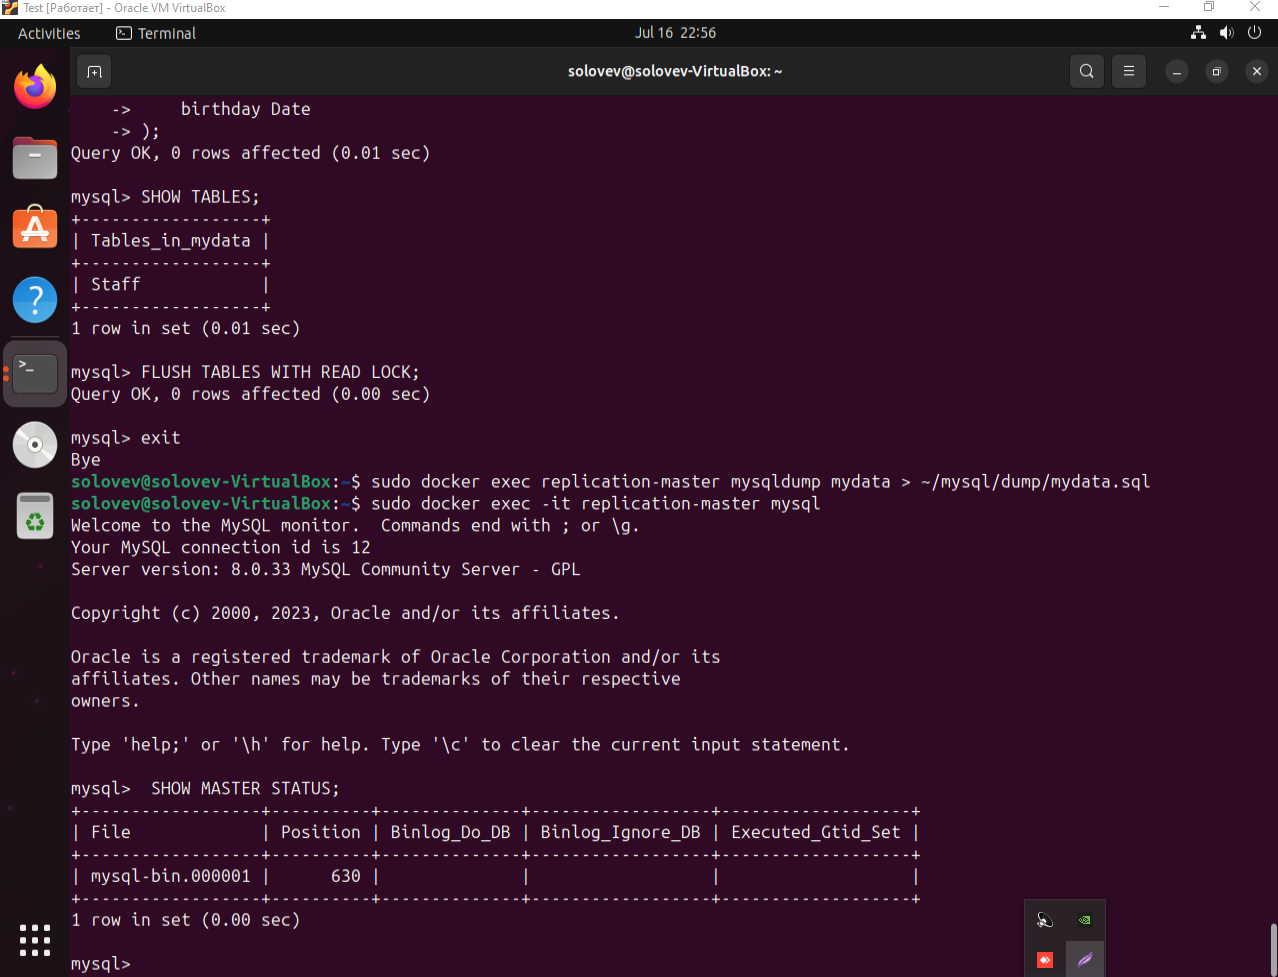 Test [Работает] - Oracle VM VirtualBox
Activities Terminal Jul 16 22:56
solovev@solovev-VirtualBox: ~
    ->     birthday Date
    -> );
Query OK, 0 rows affected (0.01 sec)
mysql> SHOW TABLES;
+------------------+
| Tables_in_mydata |
+------------------+
| Staff            |
+------------------+
1 row in set (0.01 sec)
mysql> FLUSH TABLES WITH READ LOCK;
Query OK, 0 rows affected (0.00 sec)
mysql> exit
Bye
solovev@solovev-VirtualBox:~$ sudo docker exec replication-master mysqldump mydata > ~/mysql/dump/mydata.sql
solovev@solovev-VirtualBox:~$ sudo docker exec -it replication-master mysql
Welcome to the MySQL monitor.  Commands end with ; or \g.
Your MySQL connection id is 12
Server version: 8.0.33 MySQL Community Server - GPL
Copyright (c) 2000, 2023, Oracle and/or its affiliates.
Oracle is a registered trademark of Oracle Corporation and/or its
affiliates. Other names may be trademarks of their respective
owners.
Type 'help;' or '\h' for help. Type '\c' to clear the current input statement.
mysql>  SHOW MASTER STATUS;
+------------------+----------+--------------+------------------+-------------------+
| File             | Position | Binlog_Do_DB | Binlog_Ignore_DB | Executed_Gtid_Set |
+------------------+----------+--------------+------------------+-------------------+
| mysql-bin.000001 |      630 |              |                  |                   |
+------------------+----------+--------------+------------------+-------------------+
1 row in set (0.00 sec)
mysql>